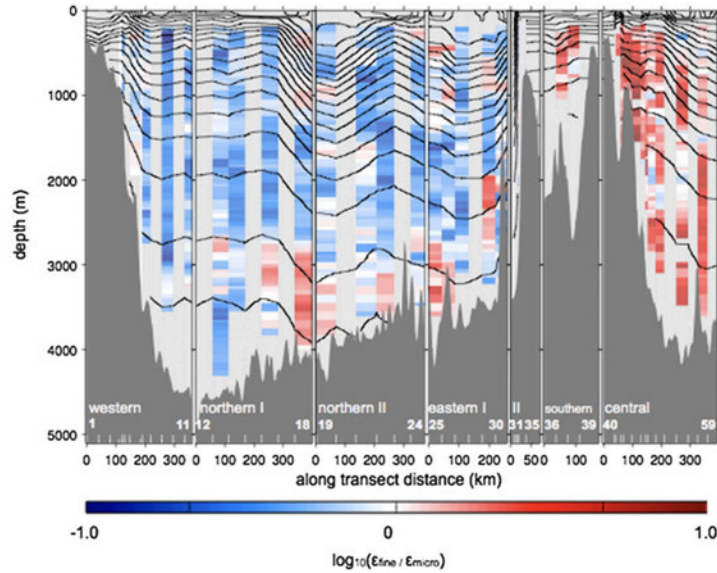 0
1000
2000
3000
4000
5000
depth (m)
western northern I northern II eastern I II southern central
1 11 12 18 19 24 25 30 3135 36 39 40 59
0 100 200 300 0 100 200 300 0 100 200 300 0 100 200 0 50 0 100 0 100 200 300
along transect distance (km)
-1.0 0 1.0
log₁₀(εfine / εmicro)